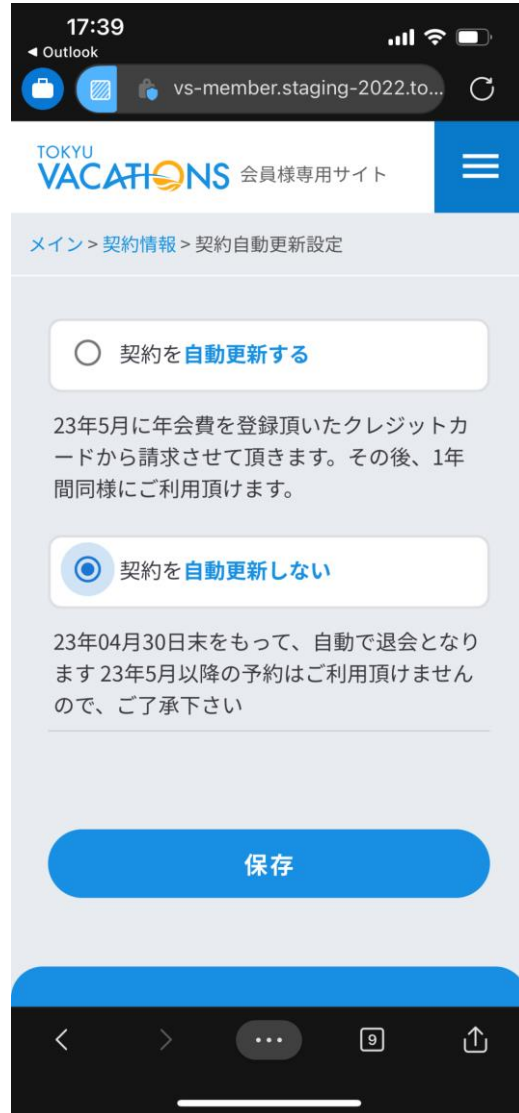 17:39
◀ Outlook
vs-member.staging-2022.to...
TOKYU
VACATIONS 会員様専用サイト
メイン > 契約情報 > 契約自動更新設定
契約を自動更新する
23年5月に年会費を登録頂いたクレジットカ
ードから請求させて頂きます。その後、1年
間同様にご利用頂けます。
契約を自動更新しない
23年04月30日末をもって、自動で退会となり
ます 23年5月以降の予約はご利用頂けません
ので、ご了承下さい
保存
9